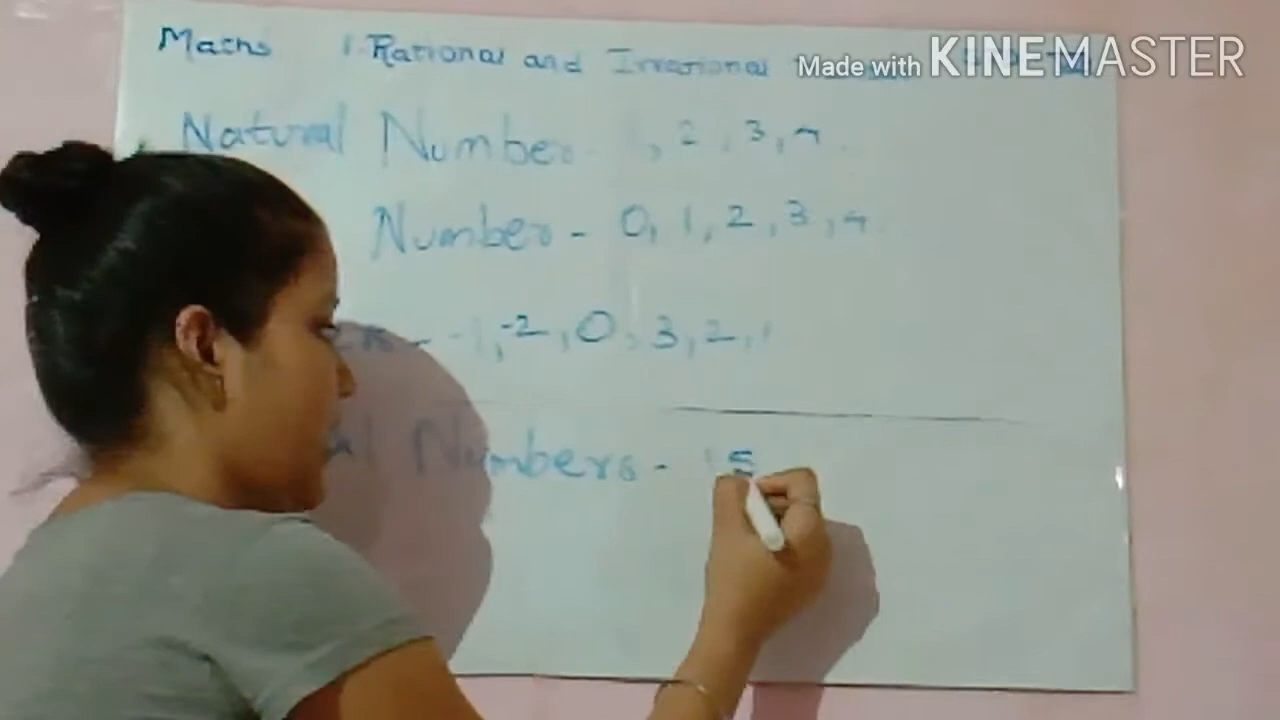 Maths 1. Rational and Irrational
Made with KINEMASTER
Natural Number - 1, 2, 3, 4
Number - 0, 1, 2, 3, 4
- -1, -2, 0, 3, 2, 1
Numbers - 15